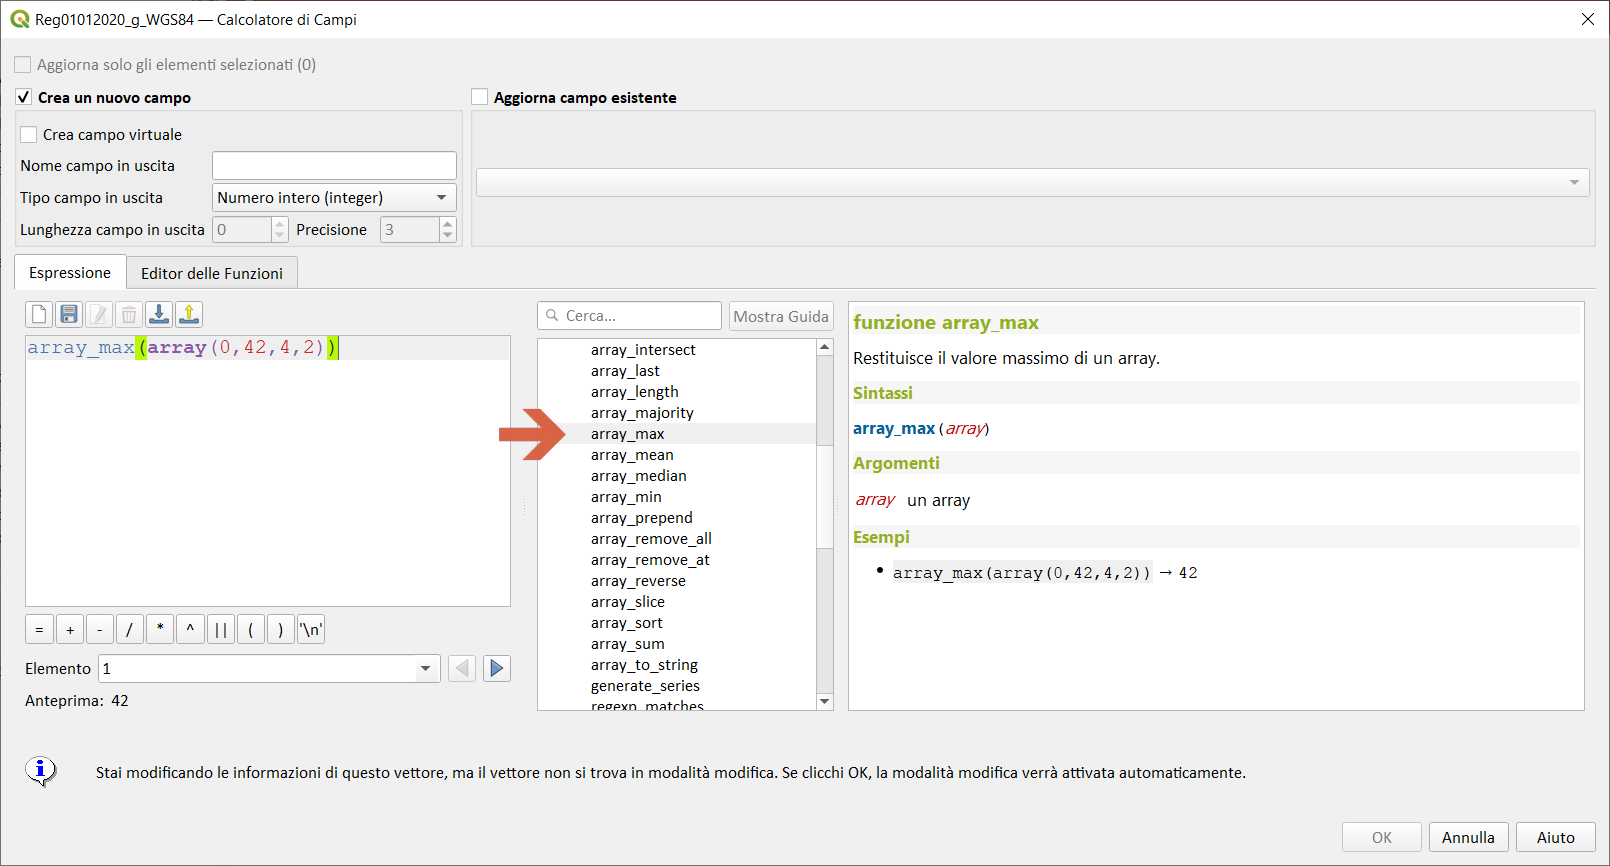 Reg01012020_g_WGS84 — Calcolatore di Campi
Aggiorna solo gli elementi selezionati (0)
Crea un nuovo campo
Aggiorna campo esistente
Crea campo virtuale
Nome campo in uscita
Tipo campo in uscita Numero intero (integer)
Lunghezza campo in uscita 0 Precisione 3
Espressione Editor delle Funzioni
array_max(array(0,42,4,2))
= + - / * ^ || ( ) '\n'
Elemento 1
Anteprima: 42
Cerca... Mostra Guida
array_intersect
array_last
array_length
array_majority
array_max
array_mean
array_median
array_min
array_prepend
array_remove_all
array_remove_at
array_reverse
array_slice
array_sort
array_sum
array_to_string
generate_series
regexp_matches
funzione array_max
Restituisce il valore massimo di un array.
Sintassi
array_max(array)
Argomenti
array un array
Esempi
• array_max(array(0,42,4,2)) → 42
Stai modificando le informazioni di questo vettore, ma il vettore non si trova in modalità modifica. Se clicchi OK, la modalità modifica verrà attivata automaticamente.
OK Annulla Aiuto